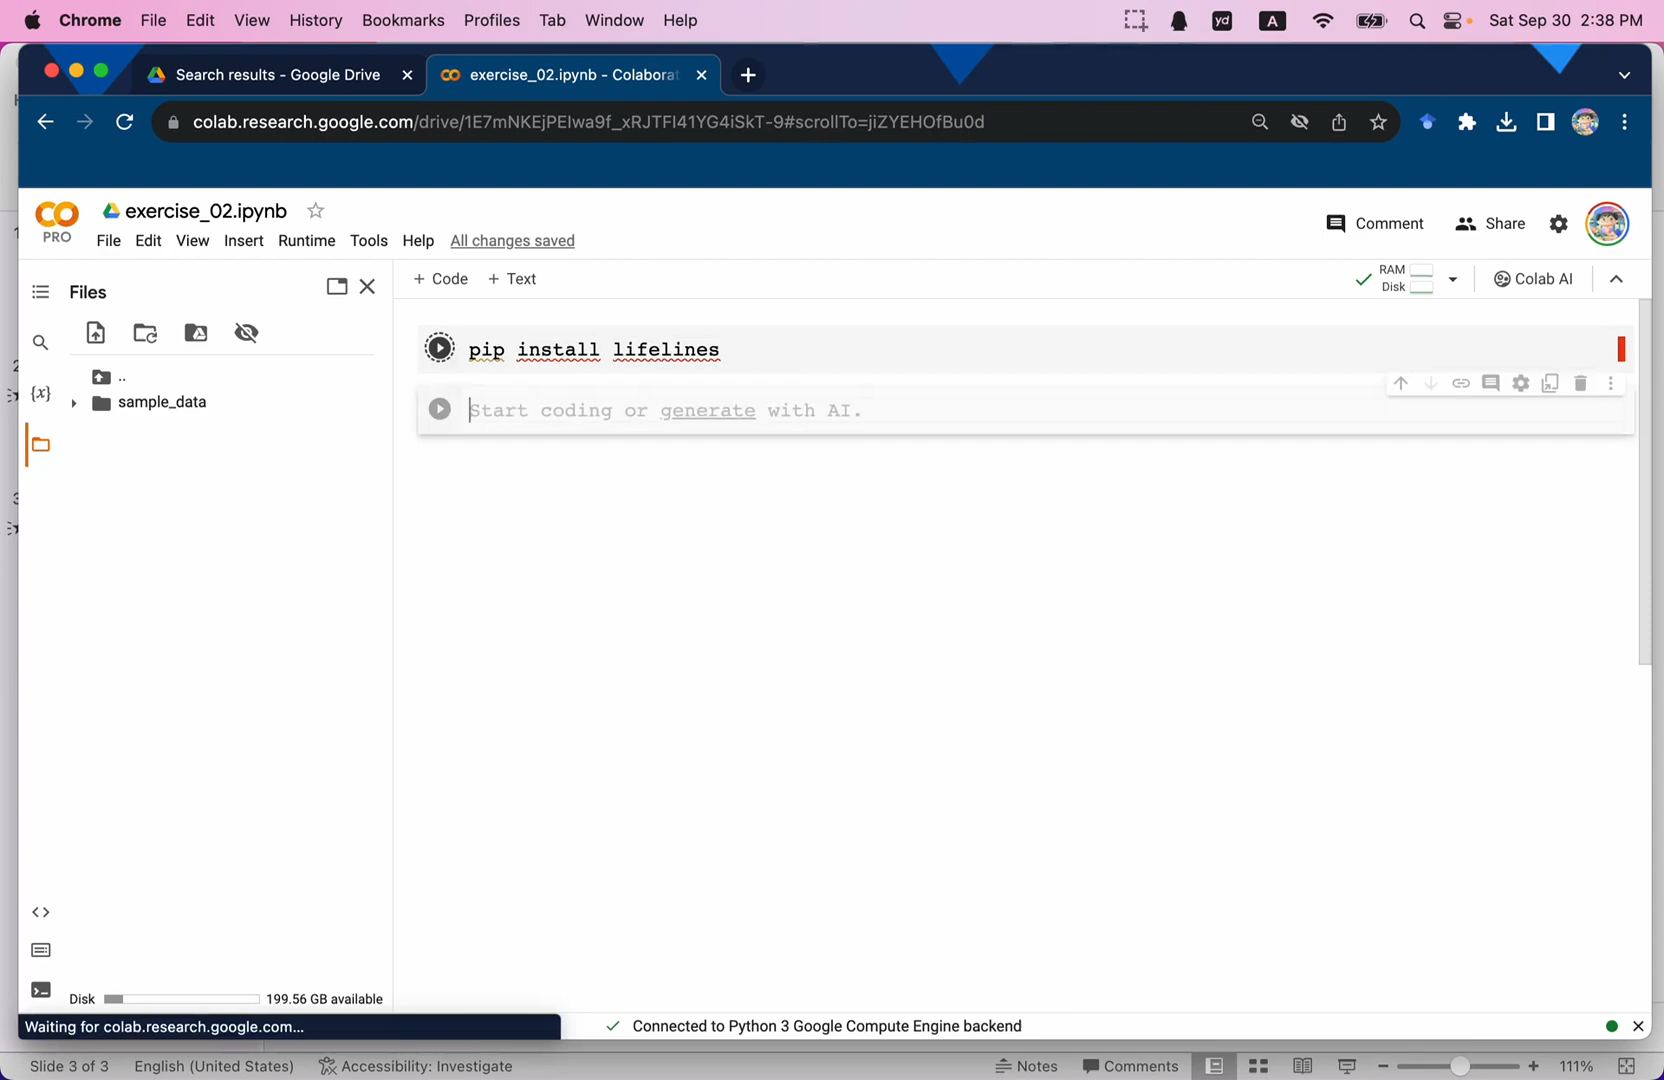 Chrome File Edit View History Bookmarks Profiles Tab Window Help yd A Sat Sep 30 2:38 PM
Search results - Google Drive exercise_02.ipynb - Colaborat
colab.research.google.com/drive/1E7mNKEjPEIwa9f_xRJTFI41YG4iSkT-9#scrollTo=jiZYEHOfBu0d
PRO exercise_02.ipynb
File Edit View Insert Runtime Tools Help All changes saved
Comment Share
Files
+ Code + Text
RAM
Disk
Colab AI
{x}
..
sample_data
pip install lifelines
Start coding or generate with AI.
Disk 199.56 GB available
Waiting for colab.research.google.com...
Connected to Python 3 Google Compute Engine backend
Slide 3 of 3 English (United States) Accessibility: Investigate Notes Comments 111%